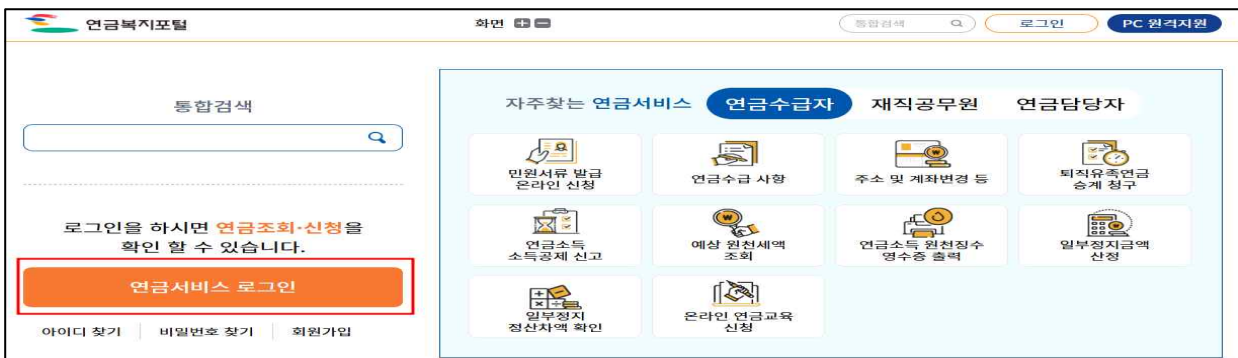 연금복지포털
화면
통합검색
로그인
PC 원격지원
통합검색
로그인을 하시면 연금조회·신청을
확인 할 수 있습니다.
연금서비스 로그인
아이디 찾기
비밀번호 찾기
회원가입
자주찾는 연금서비스
연금수급자
재직공무원
연금담당자
민원서류 발급
온라인 신청
연금수급 사항
주소 및 계좌변경 등
퇴직유족연금
승계 청구
연금소득
소득공제 신고
예상 원천세액
조회
연금소득 원천징수
영수증 출력
일부정지금액
산정
일부정지
정산차액 확인
온라인 연금교육
신청